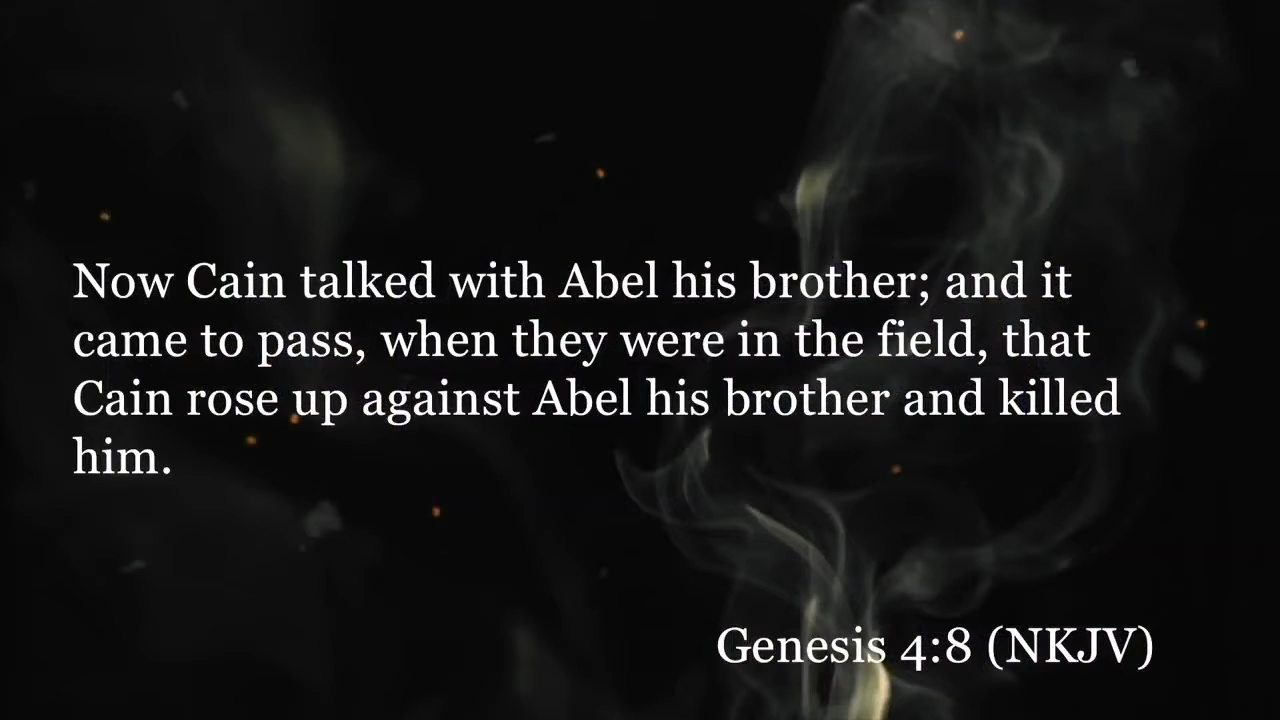 Now Cain talked with Abel his brother; and it
came to pass, when they were in the field, that
Cain rose up against Abel his brother and killed
him.
Genesis 4:8 (NKJV)